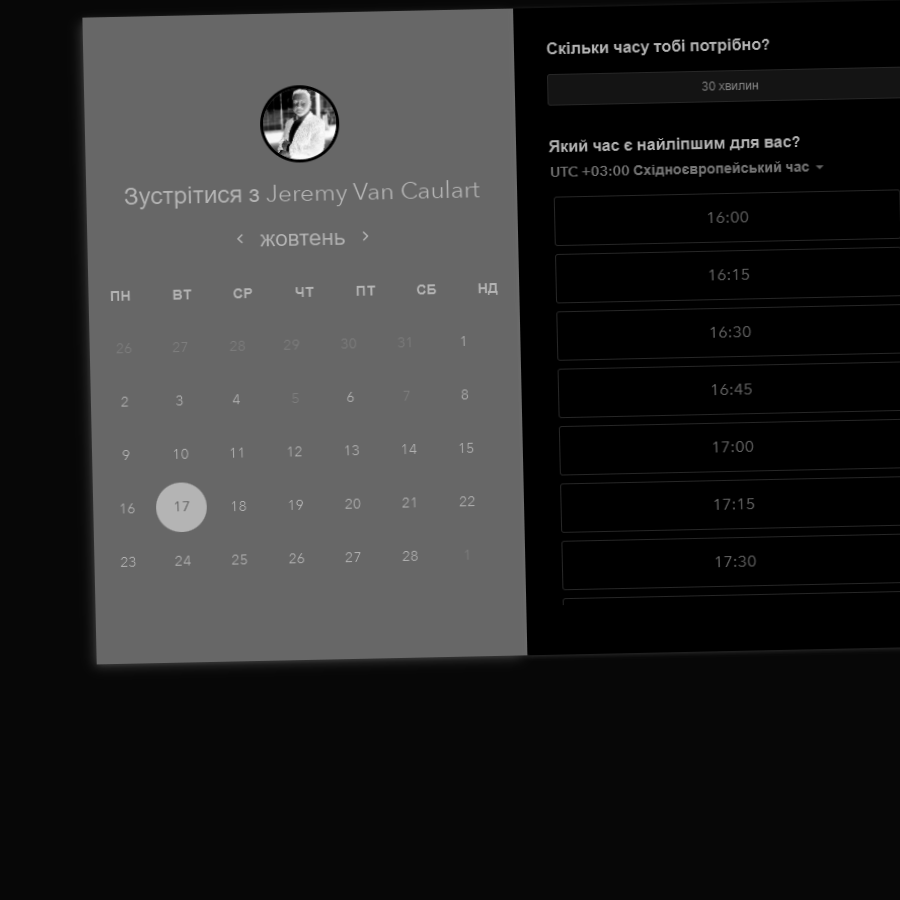 Зустрітися з Jeremy Van Caulart
жовтень
ПН ВТ СР ЧТ ПТ СБ НД
26 27 28 29 30 31 1
2 3 4 5 6 7 8
9 10 11 12 13 14 15
16 17 18 19 20 21 22
23 24 25 26 27 28 1
Скільки часу тобі потрібно?
30 хвилин
Який час є найліпшим для вас?
UTC +03:00 Східноєвропейський час
16:00
16:15
16:30
16:45
17:00
17:15
17:30